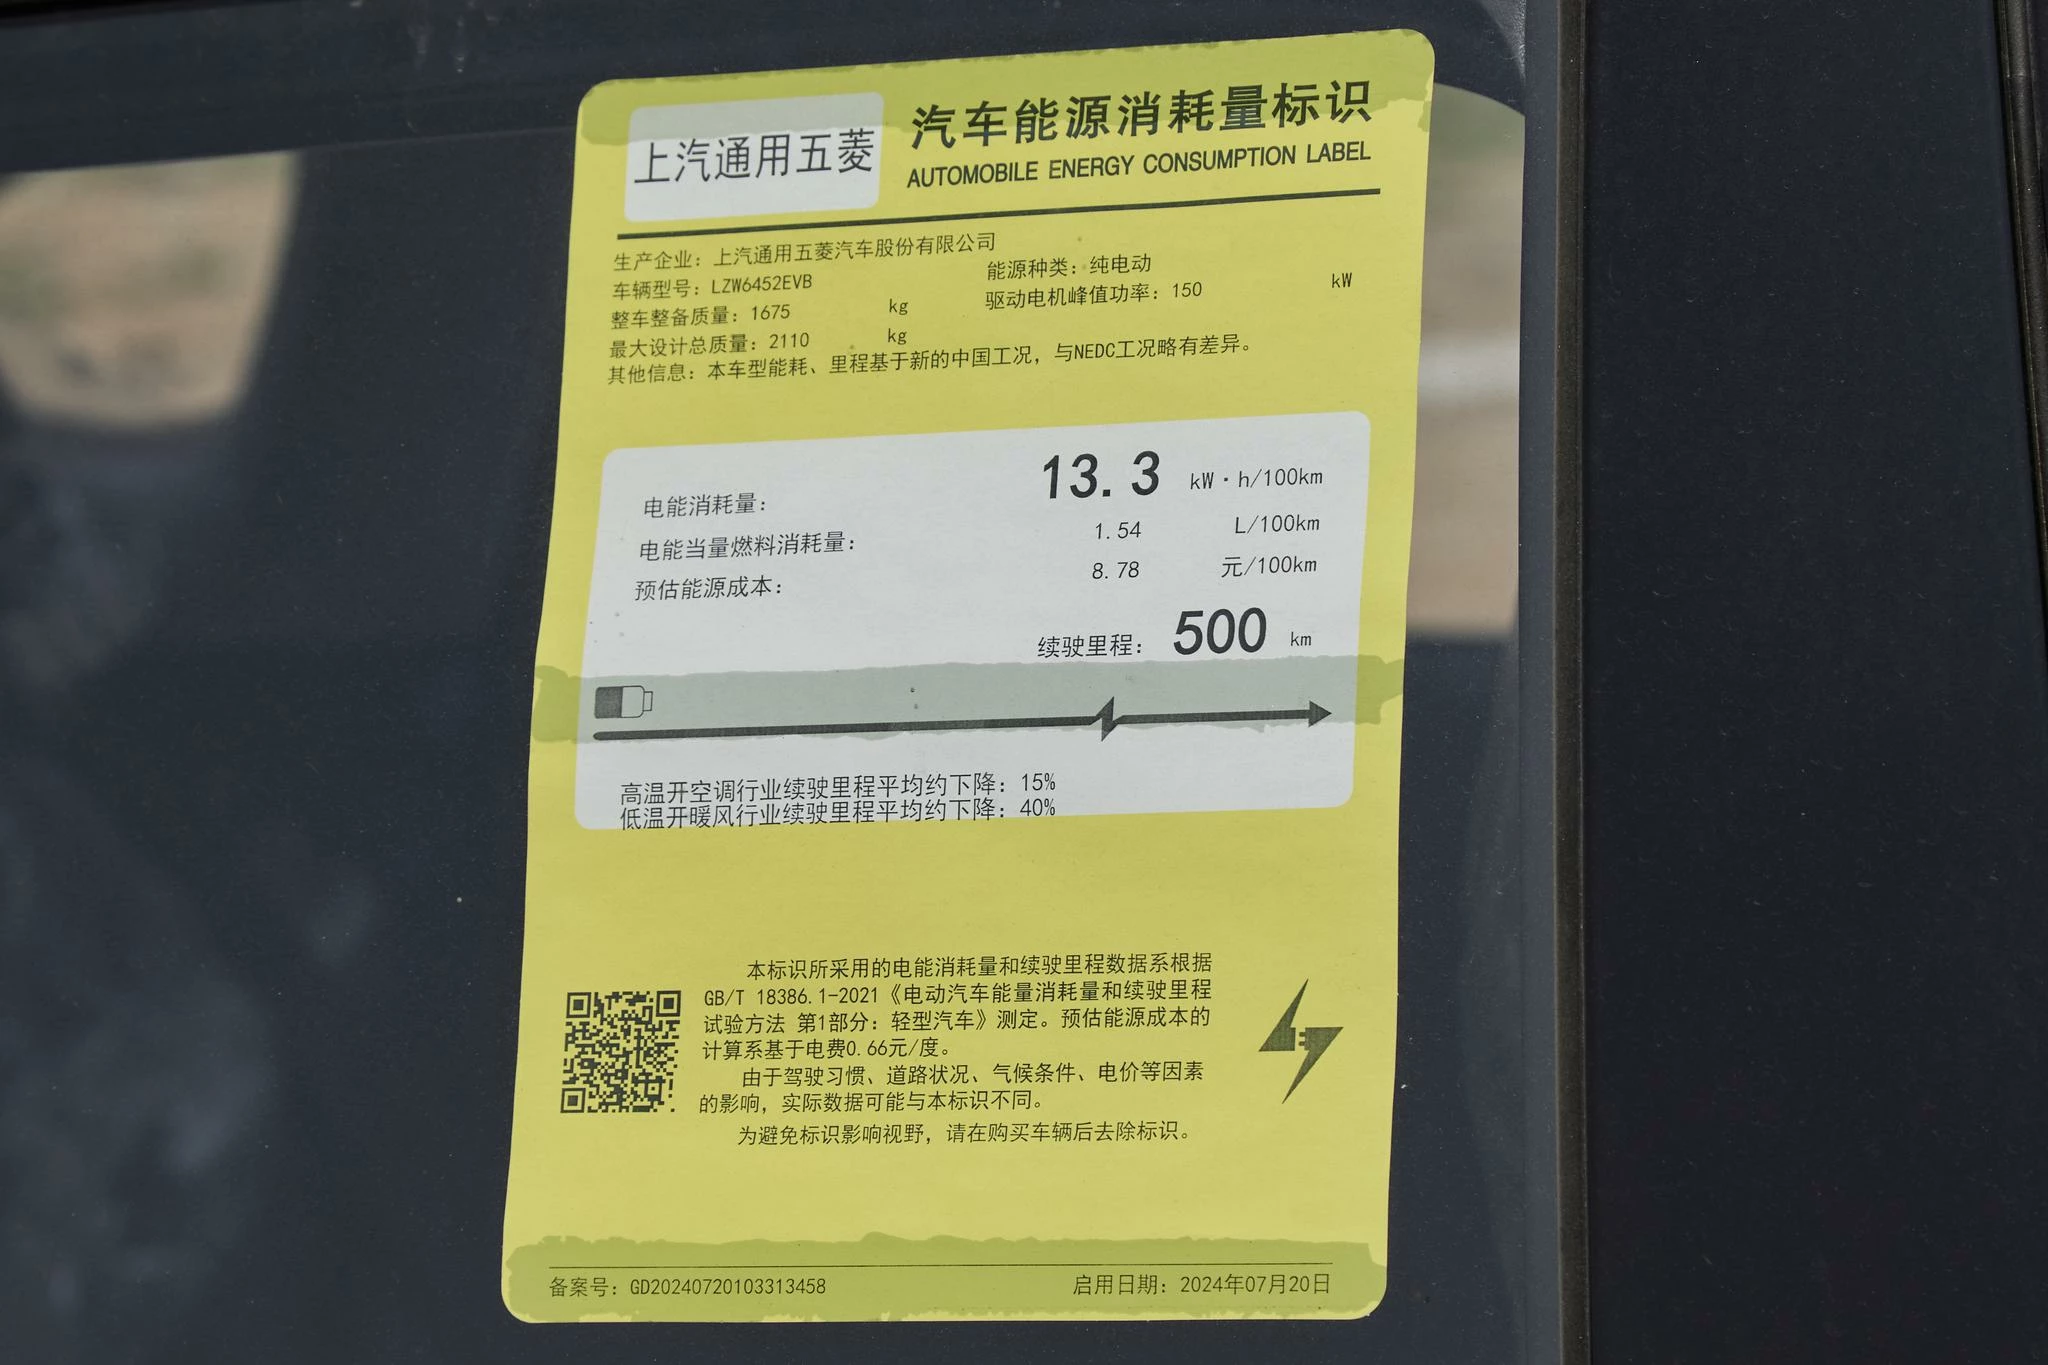 上汽通用五菱
汽车能源消耗量标识
AUTOMOBILE ENERGY CONSUMPTION LABEL
生产企业：上汽通用五菱汽车股份有限公司
车辆型号：LZW6452EVB
能源种类：纯电动
整车整备质量：1675 kg
驱动电机峰值功率：150 kW
最大设计总质量：2110 kg
其他信息：本车型能耗、里程基于新的中国工况，与NEDC工况略有差异。
电能消耗量：13.3 kW·h/100km
电能当量燃料消耗量：1.54 L/100km
预估能源成本：8.78 元/100km
续驶里程：500 km
高温开空调行业续驶里程平均约下降：15%
低温开暖风行业续驶里程平均约下降：40%
本标识所采用的电能消耗量和续驶里程数据系根据
GB/T 18386.1-2021《电动汽车能量消耗量和续驶里程
试验方法 第1部分：轻型汽车》测定。预估能源成本的
计算系基于电费0.66元/度。
由于驾驶习惯、道路状况、气候条件、电价等因素
的影响，实际数据可能与本标识不同。
为避免标识影响视野，请在购买车辆后去除标识。
备案号：GD20240720103313458
启用日期：2024年07月20日